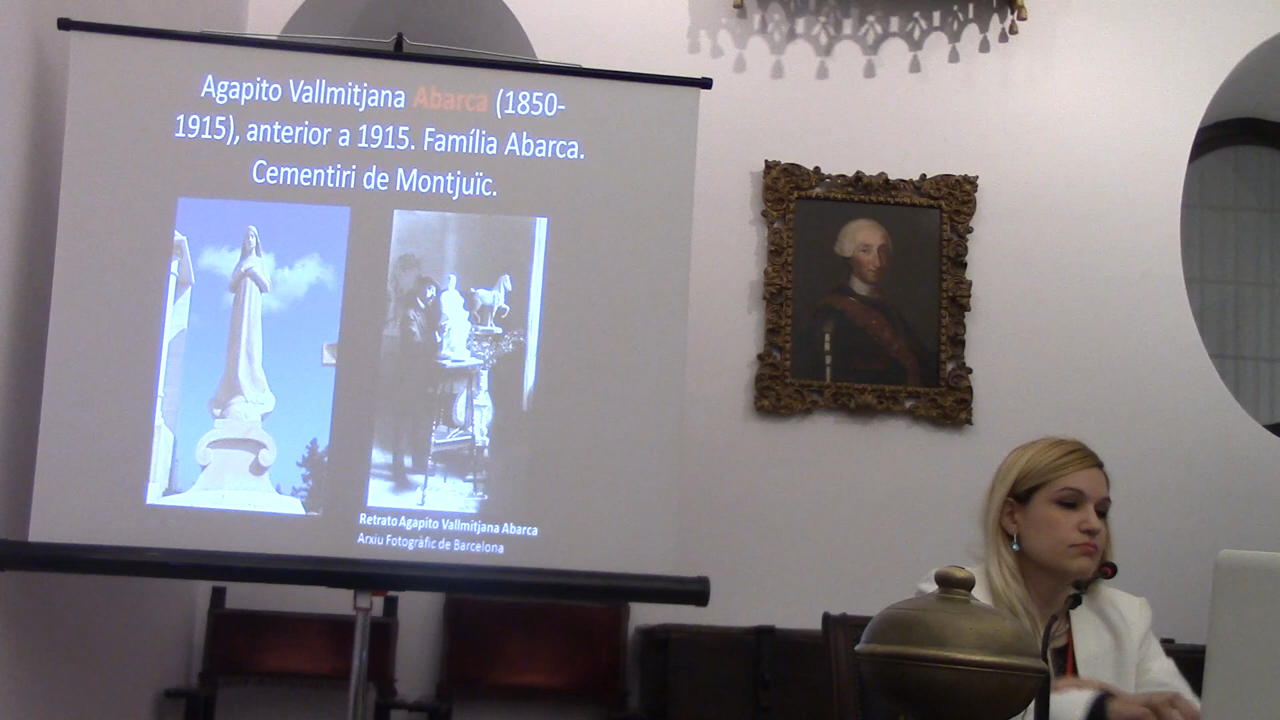 Agapito Vallmitjana Abarca (1850-
1915), anterior a 1915. Família Abarca.
Cementiri de Montjuïc.
Retrato Agapito Vallmitjana Abarca
Arxiu Fotogràfic de Barcelona